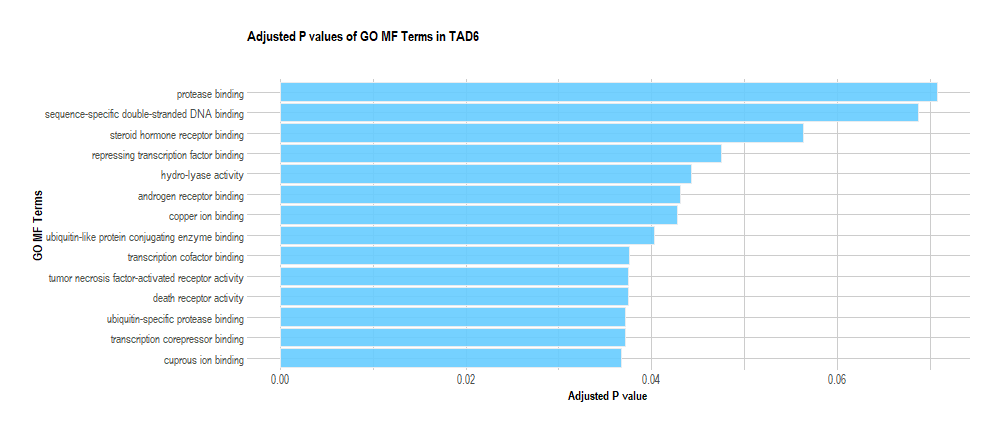 Adjusted P values of GO MF Terms in TAD6
protease binding
sequence-specific double-stranded DNA binding
steroid hormone receptor binding
repressing transcription factor binding
hydro-lyase activity
androgen receptor binding
copper ion binding
ubiquitin-like protein conjugating enzyme binding
transcription cofactor binding
tumor necrosis factor-activated receptor activity
death receptor activity
ubiquitin-specific protease binding
transcription corepressor binding
cuprous ion binding
GO MF Terms
0.00 0.02 0.04 0.06
Adjusted P value